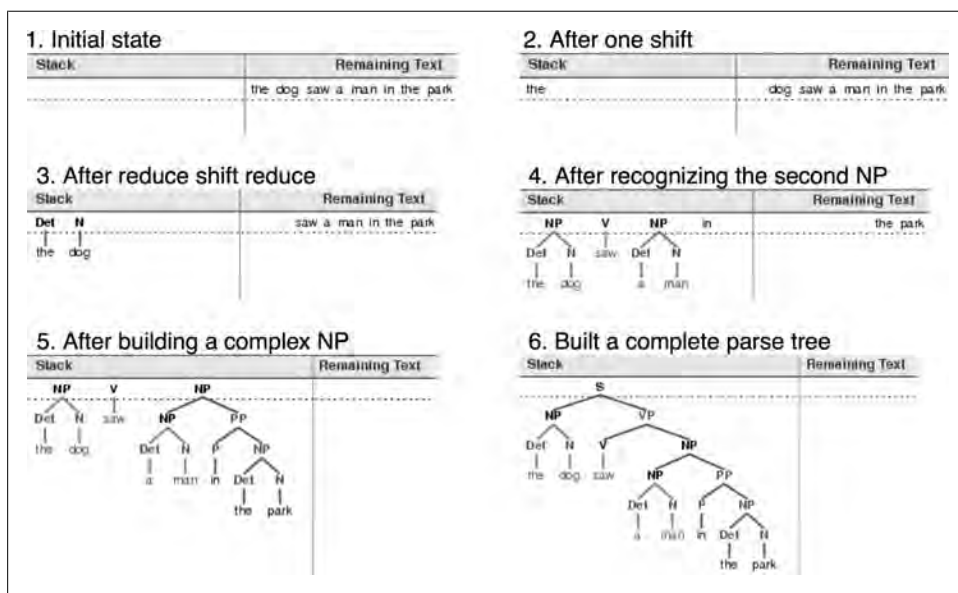 1. Initial state
Stack Remaining Text
the dog saw a man in the park
2. After one shift
Stack Remaining Text
the dog saw a man in the park
3. After reduce shift reduce
Stack Remaining Text
Det N saw a man in the park
the dog
4. After recognizing the second NP
Stack Remaining Text
NP V NP in the park
Det N saw Det N
the dog a man
5. After building a complex NP
Stack Remaining Text
NP V NP
Det N saw NP PP
the dog Det N P NP
a man in Det N
the park
6. Built a complete parse tree
Stack Remaining Text
S
NP VP
Det N V NP
the dog saw NP PP
Det N P NP
a man in Det N
the park